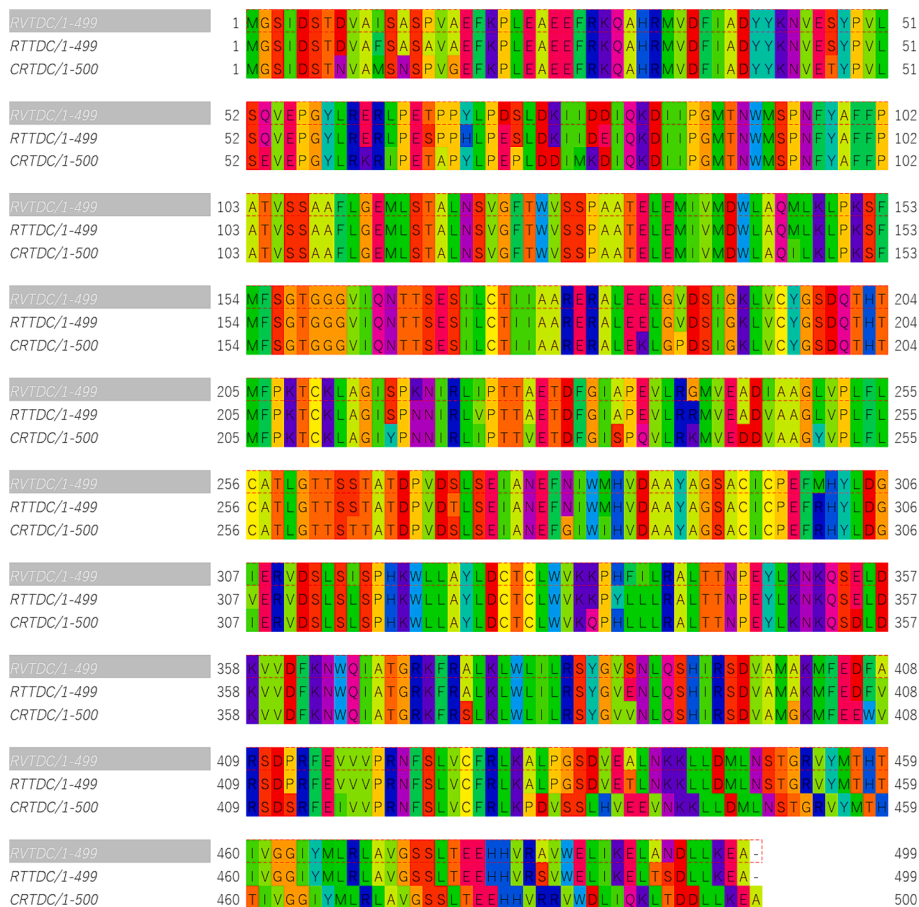 RVTDC/1-499 1 MGSIDSTDVAISASPVAEFKPLEAEEFRKQAHRMVDFIADYYKNVESYPVL 51
RTTDC/1-499 1 MGSIDSTDVAFSASAVAEFKPLEAEEFRKQAHRMVDFIADYYKNVESYPVL 51
CRTDC/1-500 1 MGSIDSTNVAMSNSPVGEFKPLEAEEFRKQAHRMVDFIADYYKNVETYPVL 51
RVTDC/1-499 52 SQVEPGYLRERLPETPPYLPDSLDKIIDDIQKDIIPGMTNWMSPNFYAFFP 102
RTTDC/1-499 52 SQVEPGYLRERLPESPPHLPESLDKIIDDIQKDIIPGMTNWMSPNFYAFFP 102
CRTDC/1-500 52 SEVEPGYLRKRIPETAPYLPEPLDDIMKDIQKDIIPGMTNWMSPNFYAFFP 102
RVTDC/1-499 103 ATVSSAAFLGEMLSTALNSVGFTWVSSPAATELEMIVMDWLAQMLKLPKSF 153
RTTDC/1-499 103 ATVSSAAFLGEMLSTALNSVGFTWVSSPAATELEMIVMDWLAQMLKLPKSF 153
CRTDC/1-500 103 ATVSSAAFLGEMLSTALNSVGFTWVSSPAATELEMIVMDWLAQILKLPKSF 153
RVTDC/1-499 154 MFSGTGGGVIQNTTSESILCTIIAARERALEELGVDSIGKLVCYGSDQTHT 204
RTTDC/1-499 154 MFSGTGGGVIQNTTSESILCTIIAARERALEELGVDSIGKLVCYGSDQTHT 204
CRTDC/1-500 154 MFSGTGGGVIQNTTSESILCTIIAARERALEKLGPDSIGKLVCYGSDQTHT 204
RVTDC/1-499 205 MFPKTCKLAGISPKNIRLIPTTAETDFGIAPEVLRGMVEADIAAGLVPLFL 255
RTTDC/1-499 205 MFPKTCKLAGISPNNIRLVPTTAETDFGIAPEVLRRMVEADVAAGLVPLFL 255
CRTDC/1-500 205 MFPKTCKLAGIYPNNIRLIPTTVETDFGISPQVLRKMVEDDVAAGYVPLFL 255
RVTDC/1-499 256 CATLGTTSSTATDPVDSLSEIANEFNIWMHVDAAYAGSACICPEFMHYLDG 306
RTTDC/1-499 256 CATLGTTSSTATDPVDTLSEIANEFNIWMHVDAAYAGSACICPEFRHYLDG 306
CRTDC/1-500 256 CATLGTTSTTATDPVDSLSEIANEFGIWIHVDAAYAGSACICPEFRHYLDG 306
RVTDC/1-499 307 IERVDSLSISPHKWLLAYLDCTCLWVKKPHFILRALTTNPEYLKNKQSELD 357
RTTDC/1-499 307 VERVDSLSLSPHKWLLAYLDCTCLWVKKPYLLLRALTTNPEYLKNKQSELD 357
CRTDC/1-500 307 IERVDSLSLSPHKWLLAYLDCTCLWVKQPHLLLRALTTNPEYLKNKQSDLD 357
RVTDC/1-499 358 KVVDFKNWQIATGRKFRALKLWLILRSYGVSNLQSHIRSDVAMAKMFEDFA 408
RTTDC/1-499 358 KVVDFKNWQIATGRKFRALKLWLILRSYGVENLQSHIRSDVAMAKMFEDFV 408
CRTDC/1-500 358 KVVDFKNWQIATGRKFRSLKLWLILRSYGVVNLQSHIRSDVAMGKMFEEWV 408
RVTDC/1-499 409 RSDPRFEVVVPRNFSLVCFRLKALPGSDVEALNKKLLDMLNSTGRVYMTHT 459
RTTDC/1-499 409 RSDPRFEVVVPRNFSLVCFRLKALPGSDVETLNKKLLDMLNSTGRVYMTHT 459
CRTDC/1-500 409 RSDSRFEIVVPRNFSLVCFRLKPDVSSLHVEEVNKKLLDMLNSTGRVYMTH 459
RVTDC/1-499 460 IVGGIYMLRLAVGSSLTEEHHVRAVWELIKELANDLLKEA- 499
RTTDC/1-499 460 IVGGIYMLRLAVGSSLTEEHHVRSVWELIKELTSDLLKEA- 499
CRTDC/1-500 460 TIVGGIYMLRLAVGSSLTEEHHVRRVWDLIQKLTDDLLKEA 500